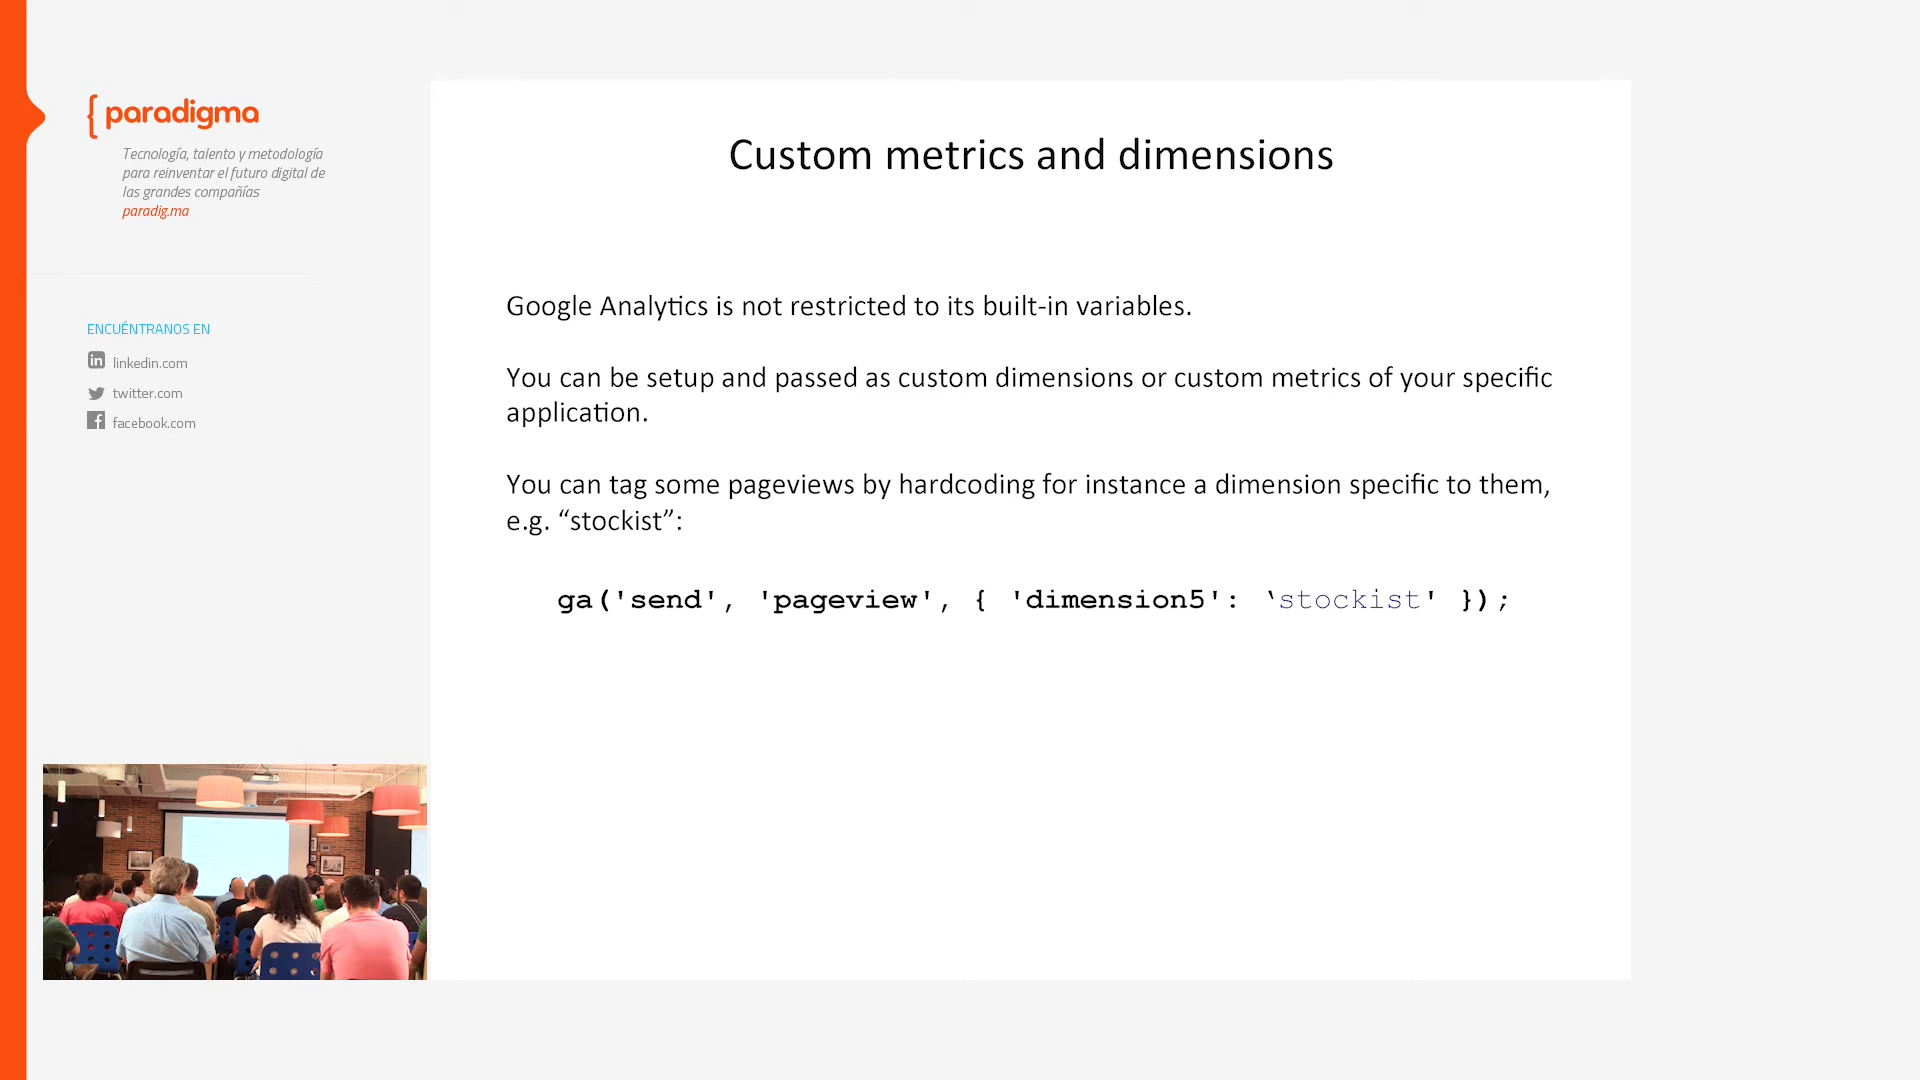 { paradigma
Tecnología, talento y metodología
para reinventar el futuro digital de
las grandes compañías
paradig.ma
ENCUÉNTRANOS EN
linkedin.com
twitter.com
facebook.com
Custom metrics and dimensions
Google Analytics is not restricted to its built-in variables.
You can be setup and passed as custom dimensions or custom metrics of your specific
application.
You can tag some pageviews by hardcoding for instance a dimension specific to them,
e.g. “stockist”:
ga('send', 'pageview', { 'dimension5': ‘stockist' });